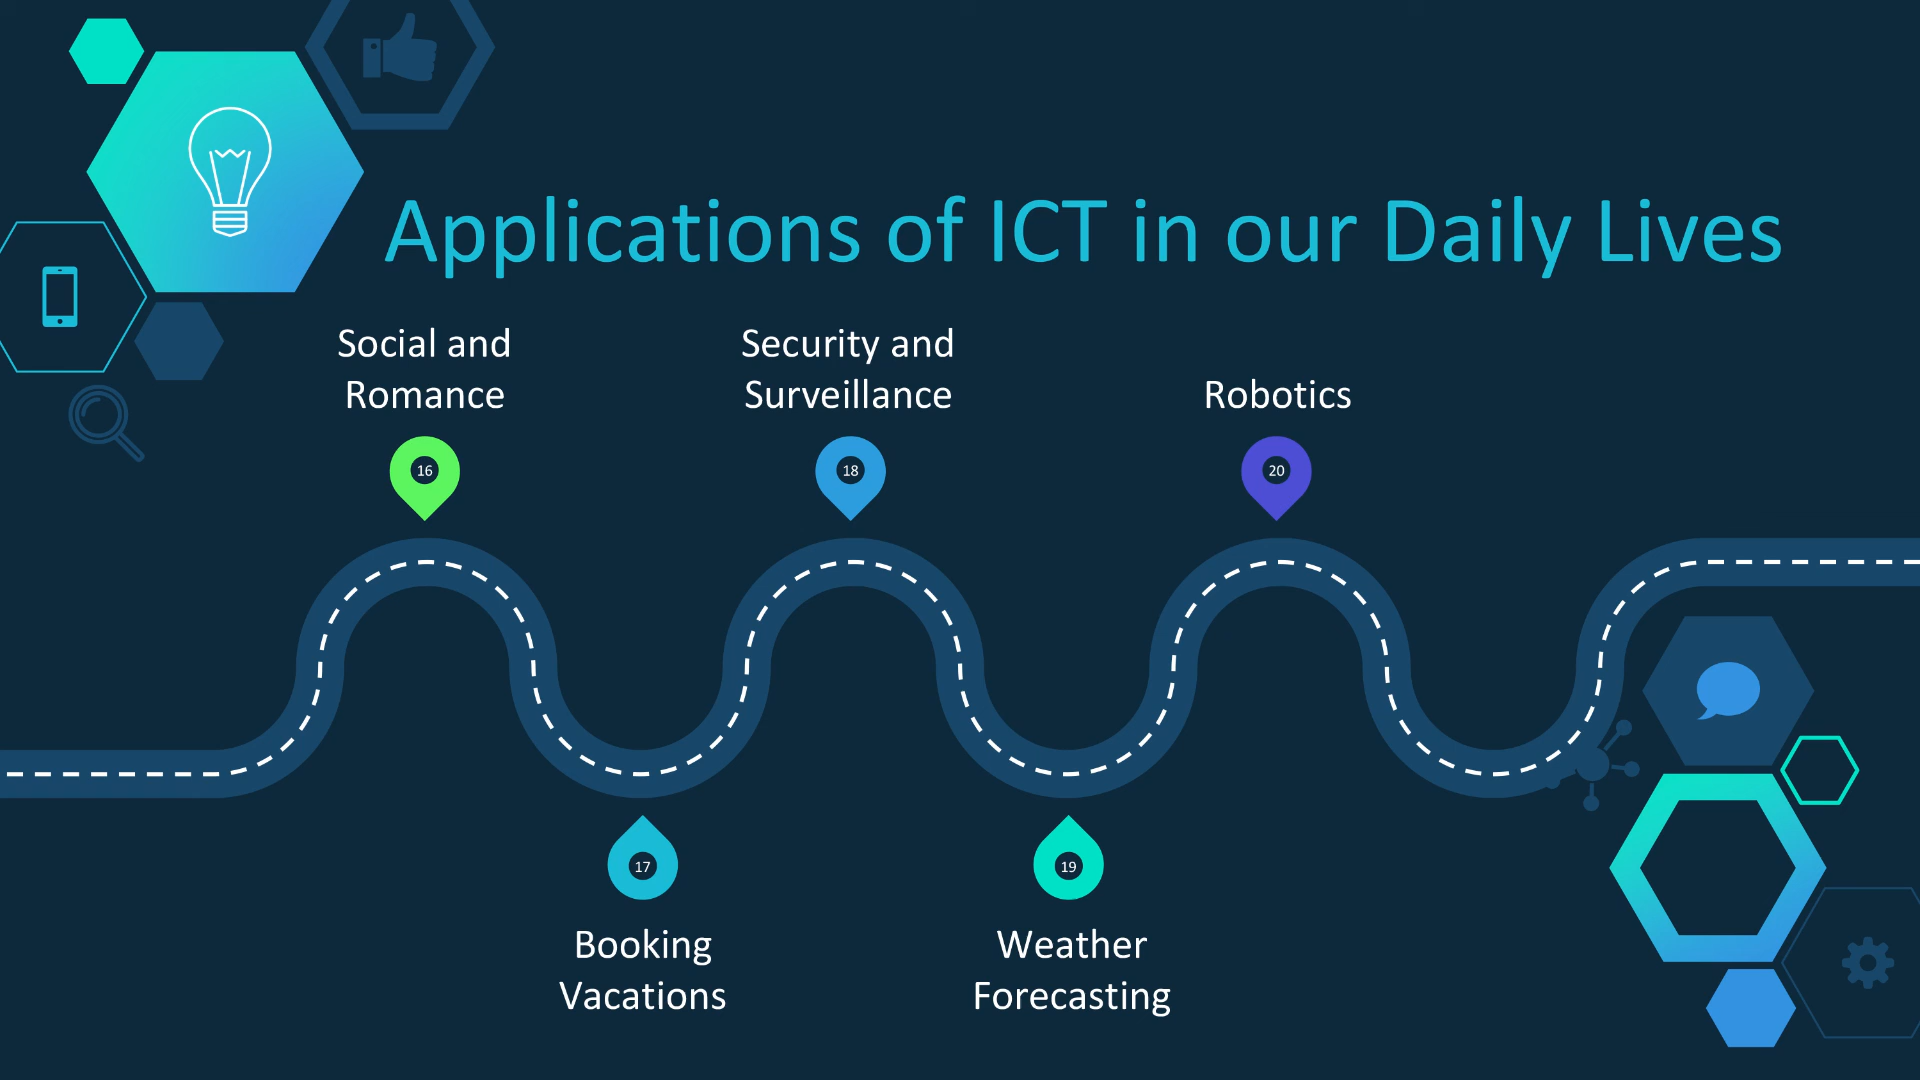 Applications of ICT in our Daily Lives
Social and
Romance
16
Security and
Surveillance
18
Robotics
20
17
Booking
Vacations
19
Weather
Forecasting